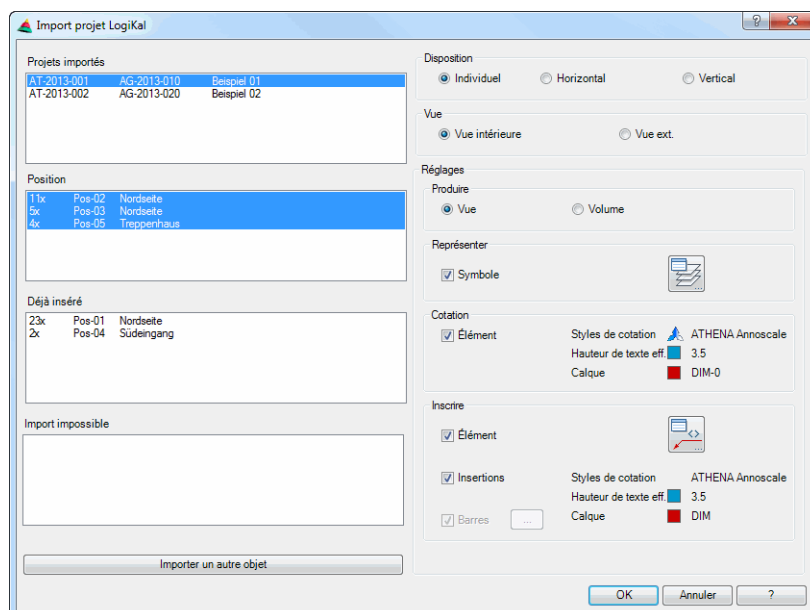 Import projet LogiKal
Projets importés
AT-2013-001 AG-2013-010 Beispiel 01
AT-2013-002 AG-2013-020 Beispiel 02
Position
11x Pos-02 Nordseite
5x Pos-03 Nordseite
4x Pos-05 Treppenhaus
Déjà inséré
23x Pos-01 Nordseite
2x Pos-04 Südeingang
Import impossible
Importer un autre objet
Disposition
Individuel Horizontal Vertical
Vue
Vue intérieure Vue ext.
Réglages
Produire
Vue Volume
Représenter
Symbole
Cotation
Élément Styles de cotation ATHENA Annoscale
Hauteur de texte eff. 3.5
Calque DIM-0
Inscrire
Élément
Insertions Styles de cotation ATHENA Annoscale
Hauteur de texte eff. 3.5
Barres ... Calque DIM
OK Annuler ?